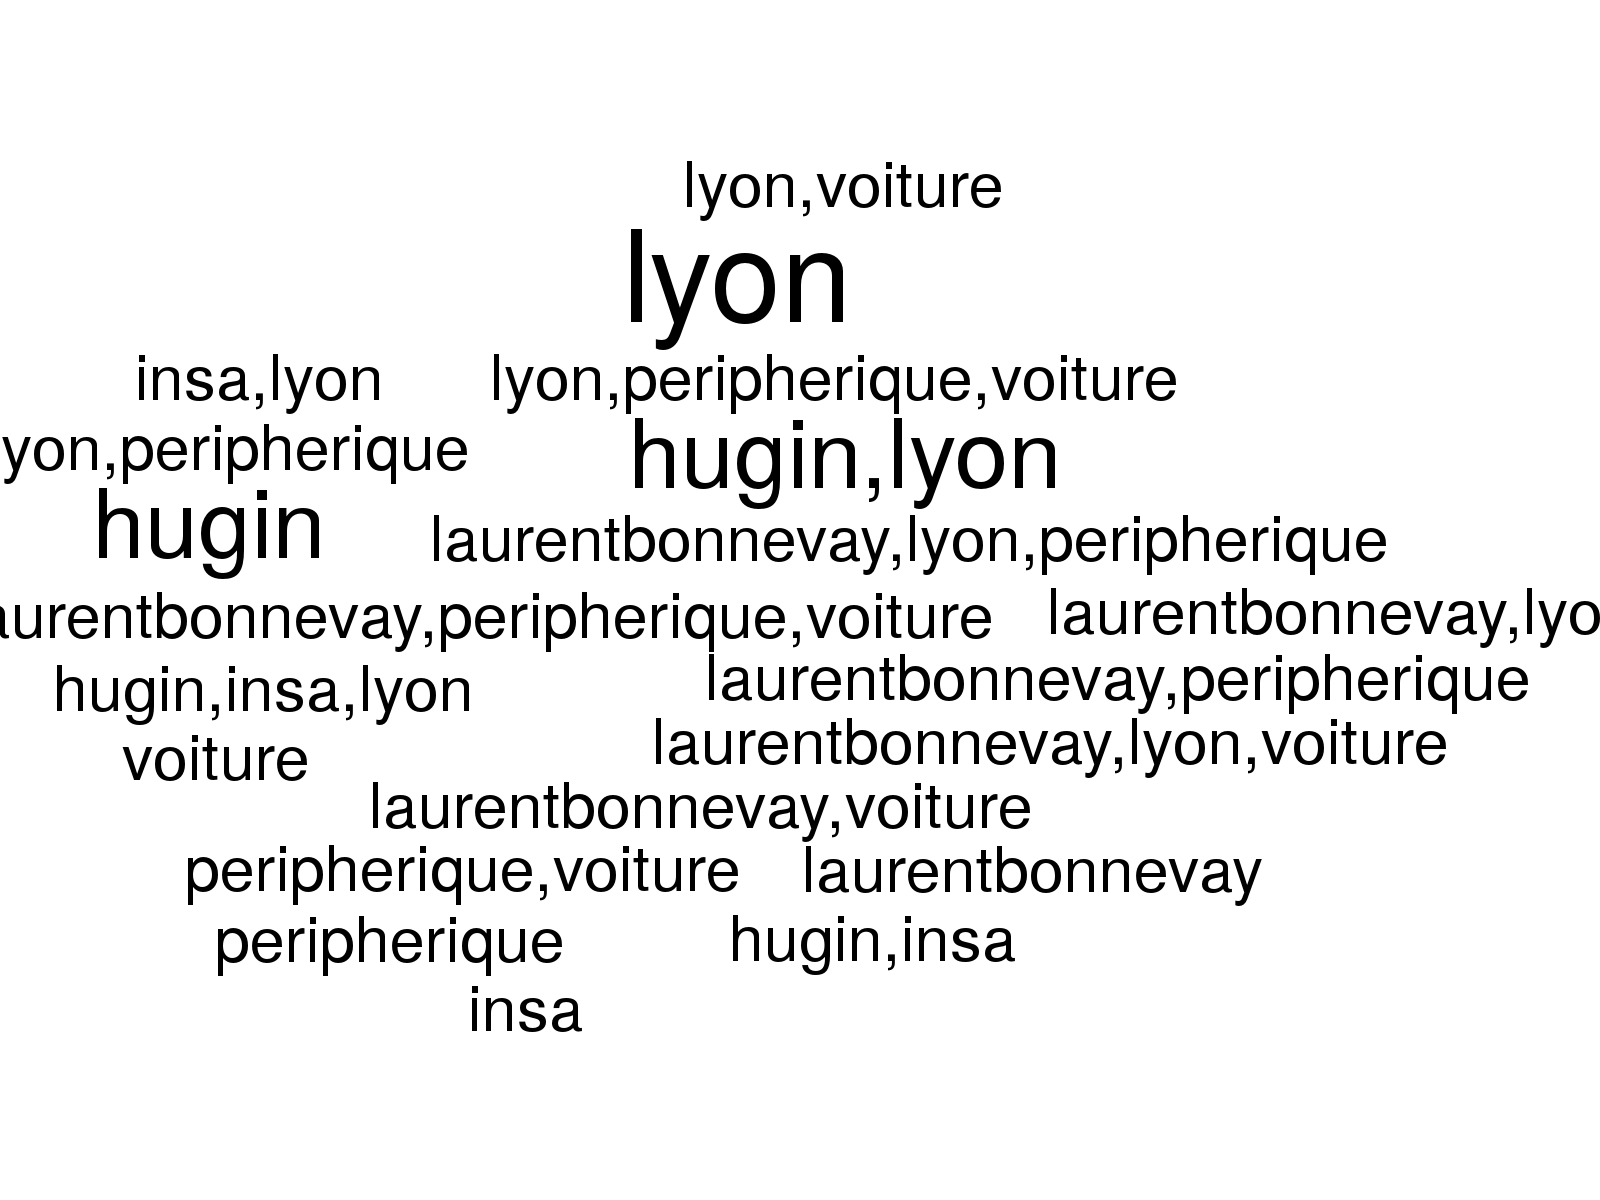 lyon,voiture
lyon
insa,lyon
lyon,peripherique,voiture
yon,peripherique
hugin,lyon
hugin
laurentbonnevay,lyon,peripherique
aurentbonnevay,peripherique,voiture
laurentbonnevay,lyo
hugin,insa,lyon
laurentbonnevay,peripherique
voiture
laurentbonnevay,lyon,voiture
laurentbonnevay,voiture
peripherique,voiture
laurentbonnevay
peripherique
hugin,insa
insa